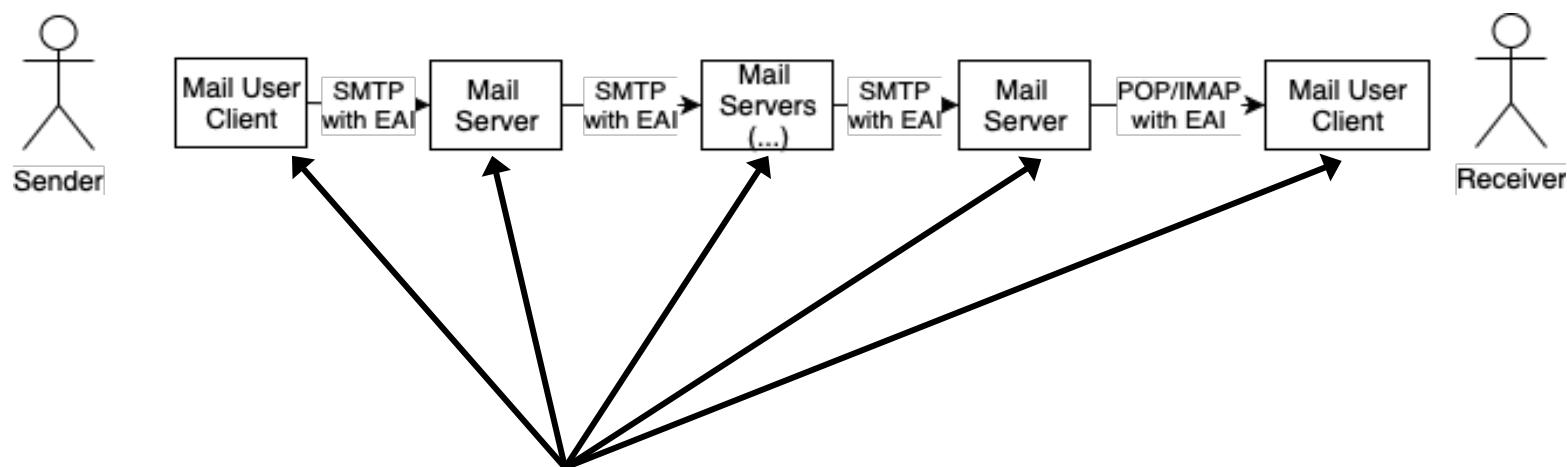 Sender
Mail User
Client
SMTP
with EAI
Mail
Server
SMTP
with EAI
Mail
Servers
(...)
SMTP
with EAI
Mail
Server
POP/IMAP
with EAI
Mail User
Client
Receiver